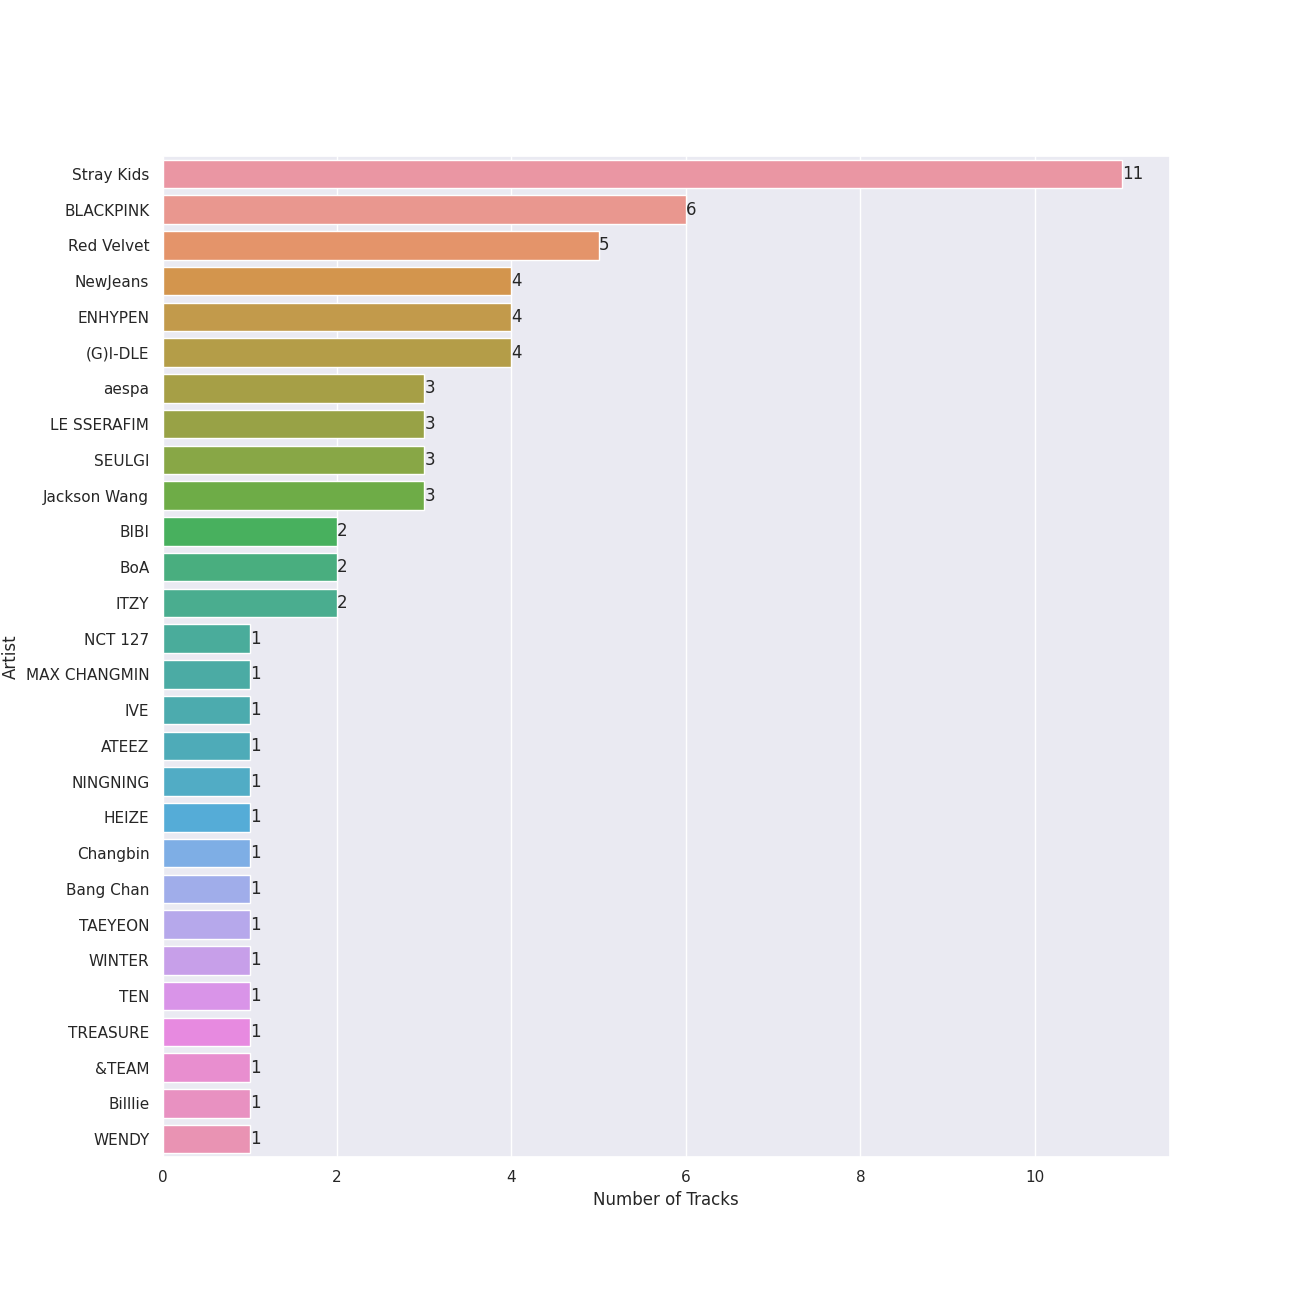 Stray Kids 11
BLACKPINK 6
Red Velvet 5
NewJeans 4
ENHYPEN 4
(G)I-DLE 4
aespa 3
LE SSERAFIM 3
SEULGI 3
Jackson Wang 3
BIBI 2
BoA 2
ITZY 2
NCT 127 1
MAX CHANGMIN 1
IVE 1
ATEEZ 1
NINGNING 1
HEIZE 1
Changbin 1
Bang Chan 1
TAEYEON 1
WINTER 1
TEN 1
TREASURE 1
&TEAM 1
Billlie 1
WENDY 1
Artist
0 2 4 6 8 10
Number of Tracks